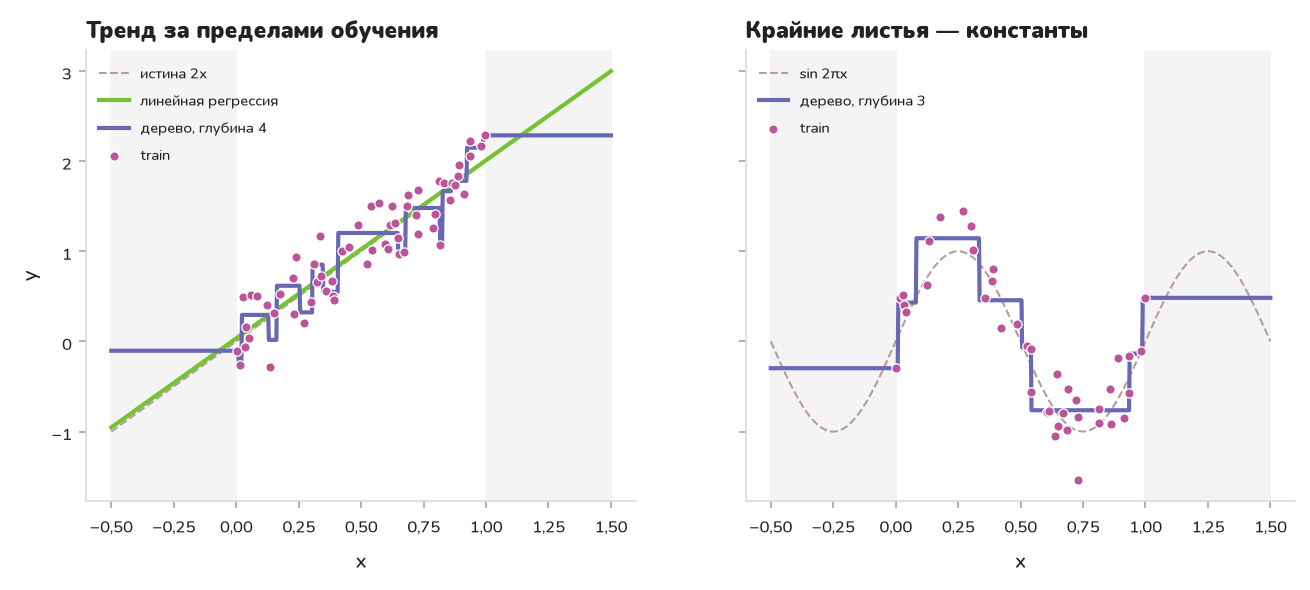 Тренд за пределами обучения
истина 2x
линейная регрессия
дерево, глубина 4
train
3
2
1
0
−1
y
−0,50 −0,25 0,00 0,25 0,50 0,75 1,00 1,25 1,50
x
Крайние листья — константы
sin 2πx
дерево, глубина 3
train
−0,50 −0,25 0,00 0,25 0,50 0,75 1,00 1,25 1,50
x